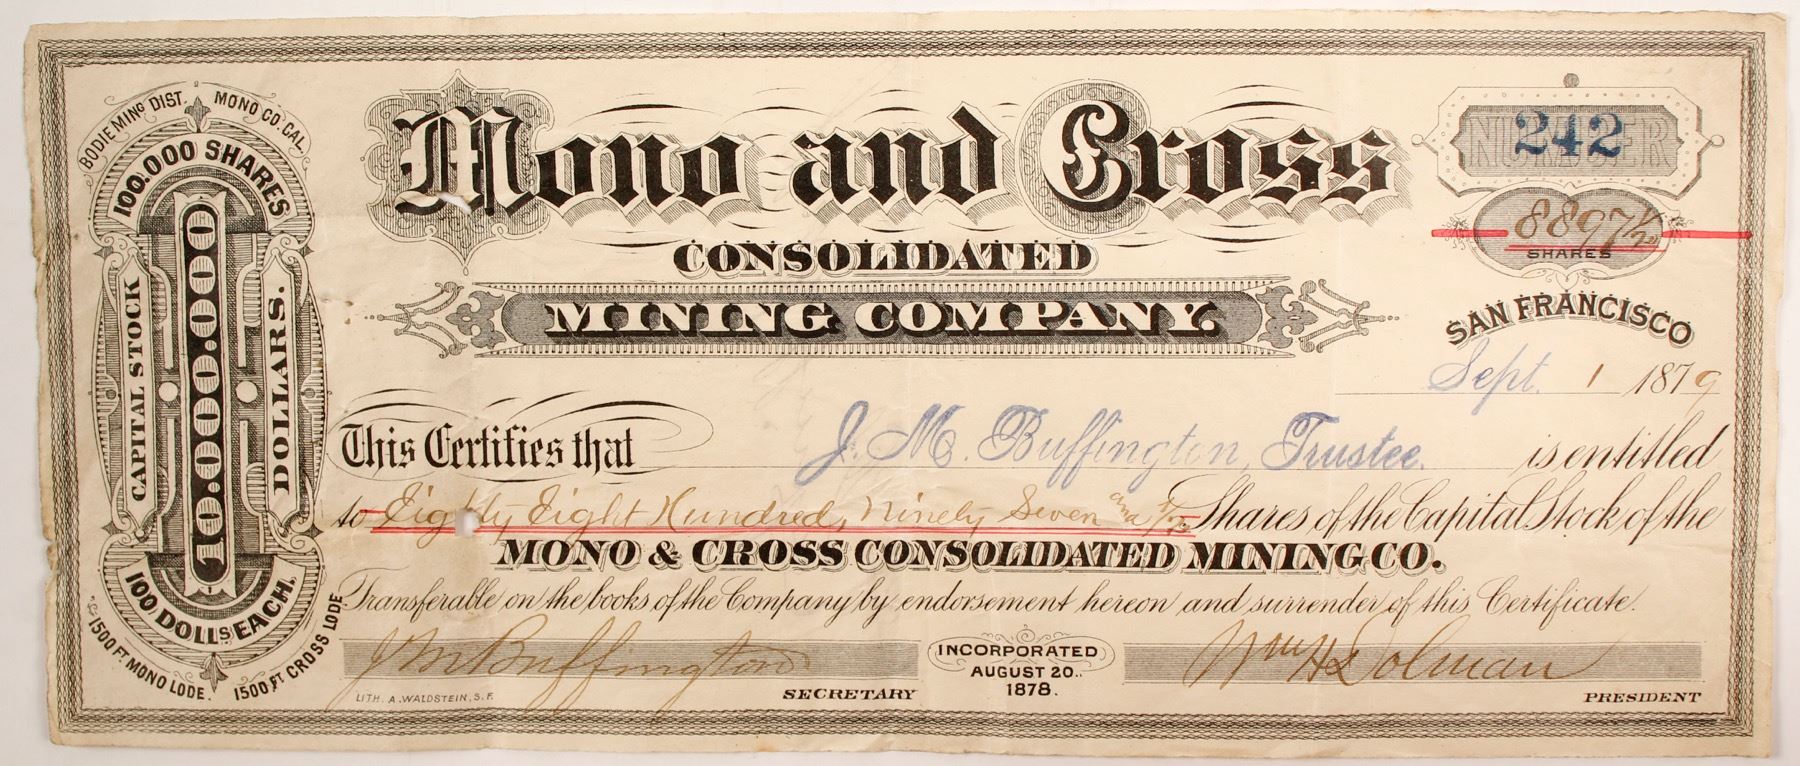 BODIE MING DIST. MONO CO. CAL.
100.000 SHARES
CAPITAL STOCK
10.000.000
DOLLARS.
100 DOLLS EACH.
1500 FT MONO LODE.
1500 FT CROSS LODE.
Mono and Cross
CONSOLIDATED
MINING COMPANY.
NUMBER 242
8897 1/2
SHARES
SAN FRANCISCO
Sept. 1 1879
This Certifies that J. M. Buffington, Trustee. is entitled
to Eighty Eight Hundred, Ninety Seven and 1/2 Shares of the Capital Stock of the
MONO & CROSS CONSOLIDATED MINING CO.
Transferable on the books of the Company by endorsement hereon and surrender of this Certificate.
J M Buffington
SECRETARY
LITH. A. WALDSTEIN, S.F.
INCORPORATED
AUGUST 20..
1878.
Wm H Dolman
PRESIDENT